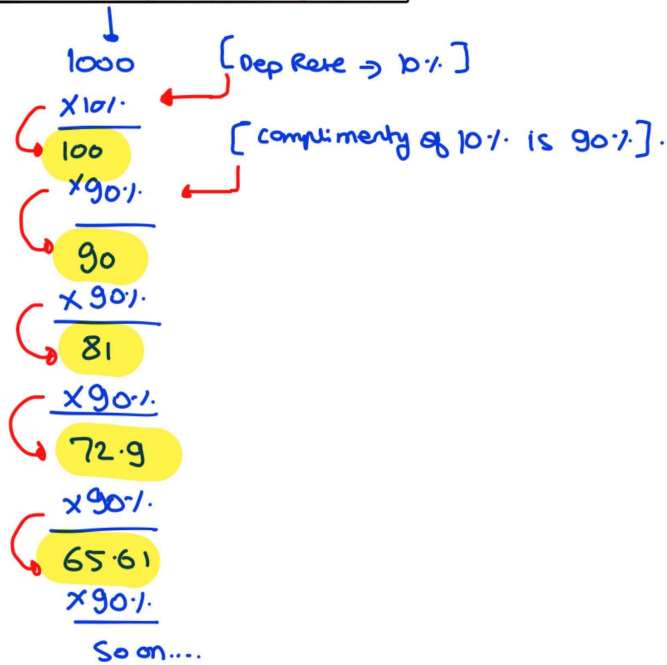 1000 [Dep Rate → 10%]
x10%
100 [complimenty of 10% is 90%].
x90%
90
x90%
81
x90%
72.9
x90%
65.61
x90%
So on....